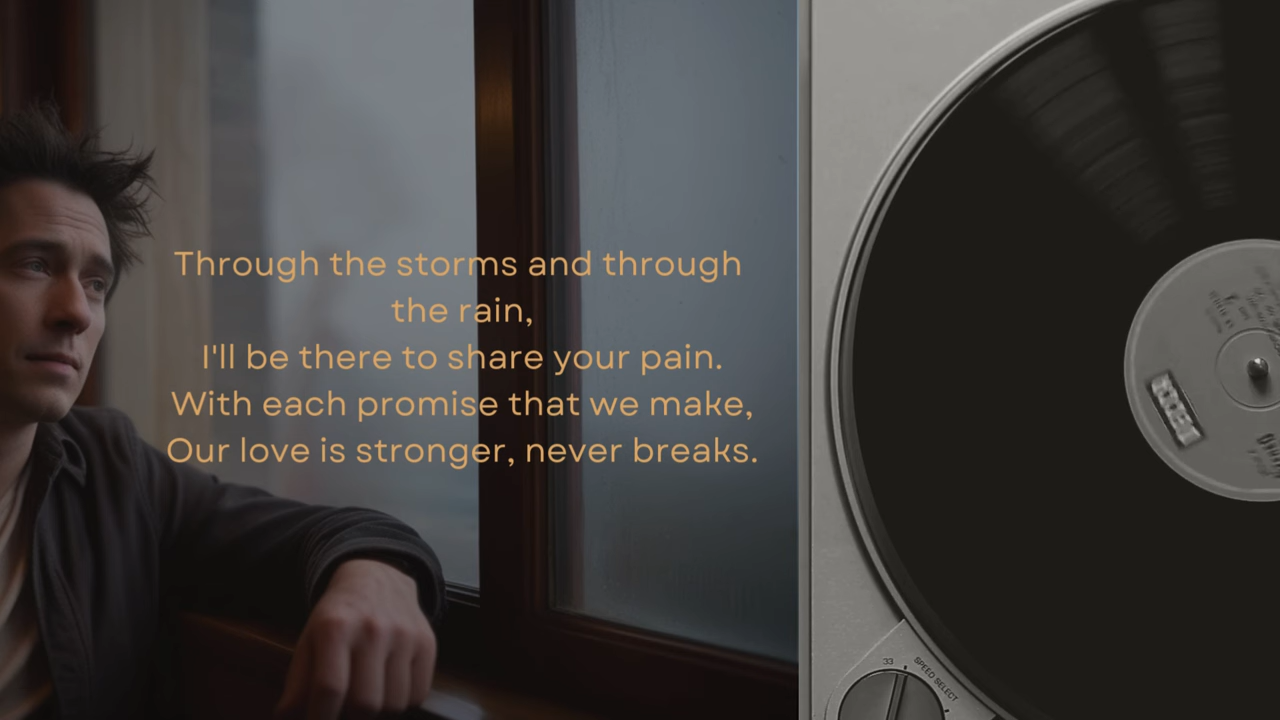 Through the storms and through
the rain,
I'll be there to share your pain.
With each promise that we make,
Our love is stronger, never breaks.
33
SPEED SELECT